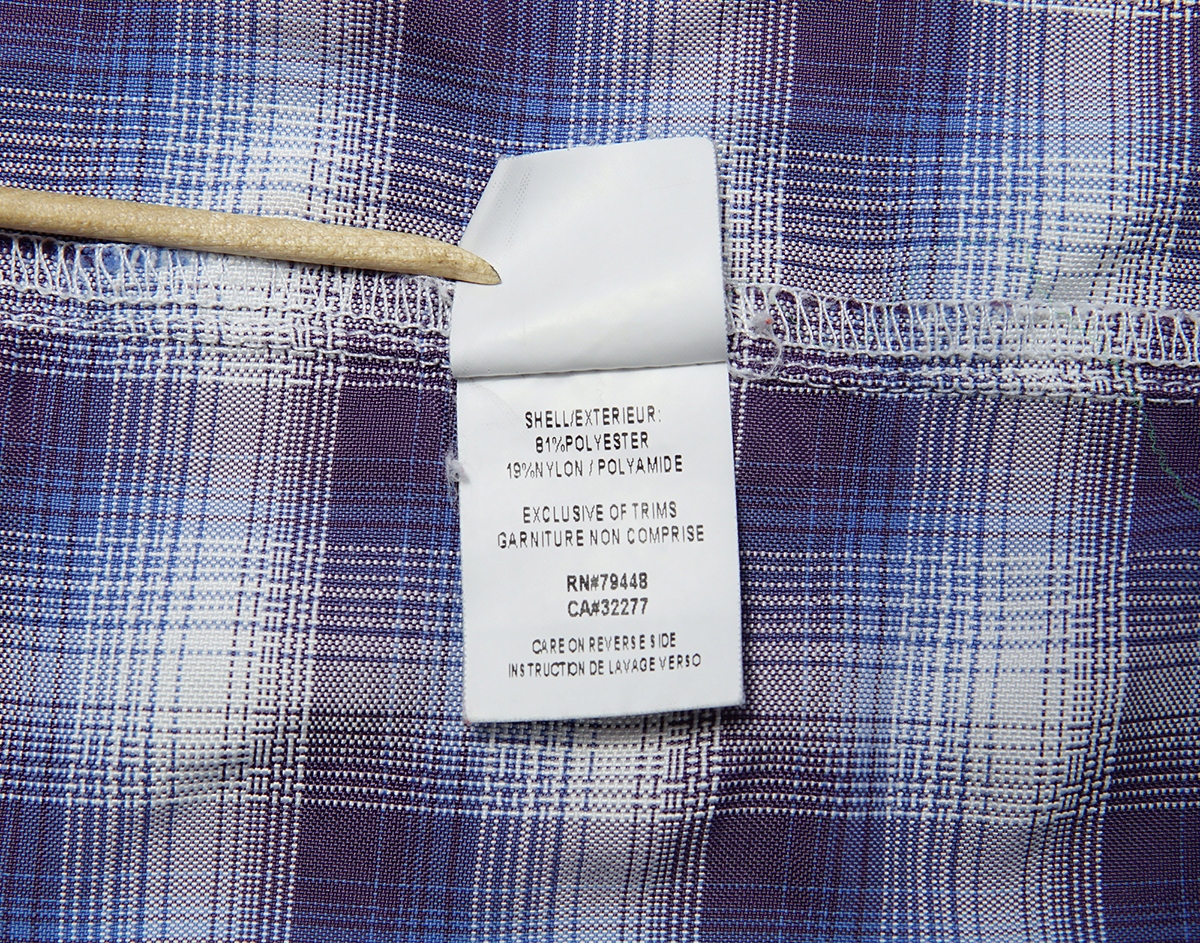 SHELL/EXTERIEUR:
81%POLYESTER
19%NYLON / POLYAMIDE
EXCLUSIVE OF TRIMS
GARNITURE NON COMPRISE
RN#79448
CA#32277
CARE ON REVERSE SIDE
INSTRUCTION DE LAVAGE VERSO